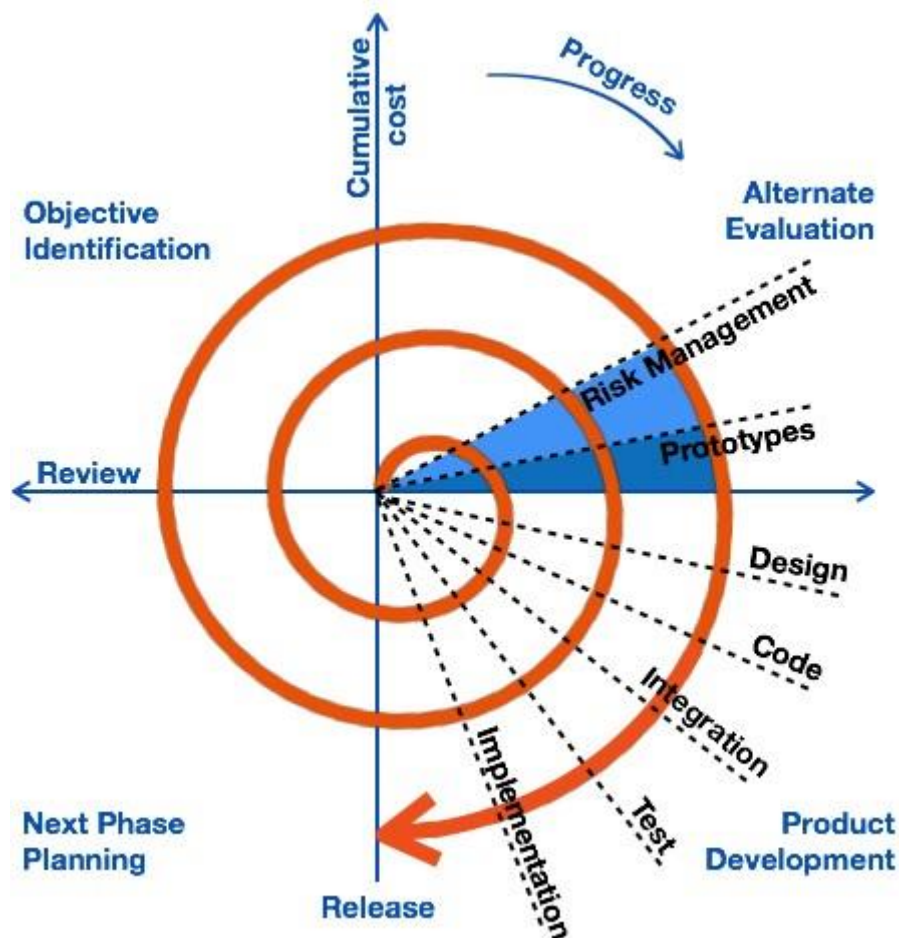 Cumulative
cost
Progress
Objective
Identification
Alternate
Evaluation
Risk Management
Prototypes
Review
Design
Code
Integration
Test
Implementation
Next Phase
Planning
Product
Development
Release